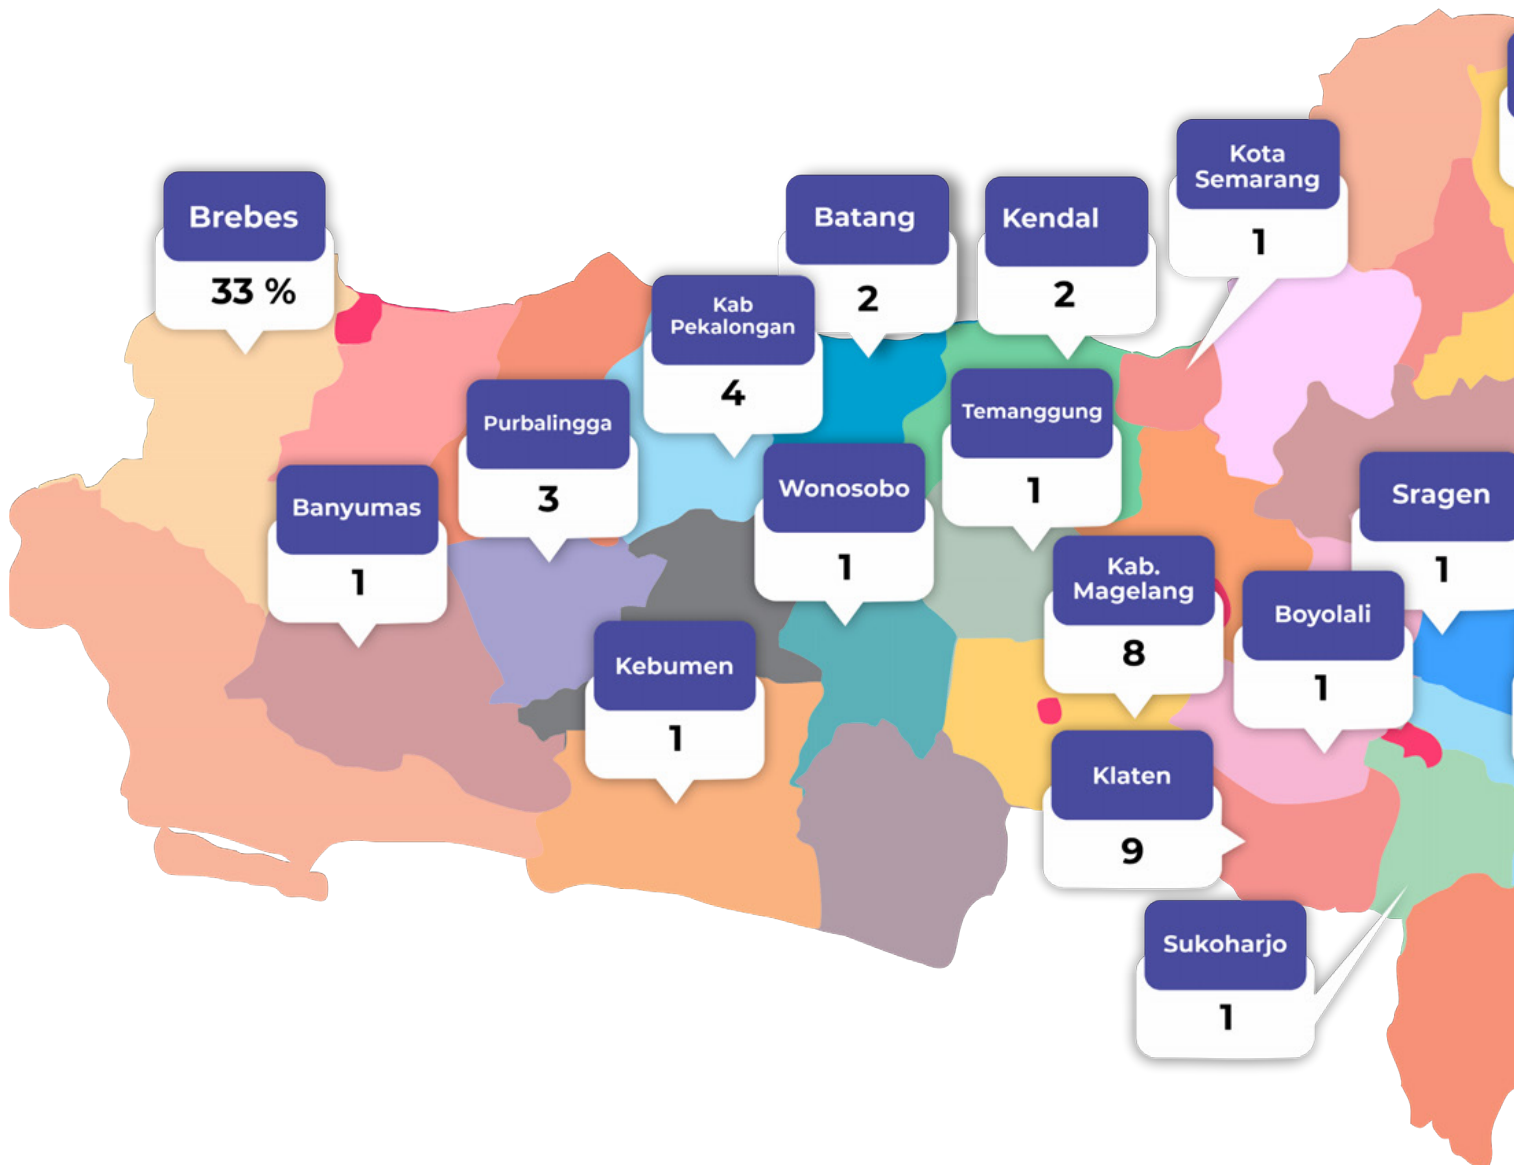 Kota
Semarang
1
Brebes
33 %
Batang
2
Kendal
2
Kab
Pekalongan
4
Temanggung
1
Purbalingga
3
Wonosobo
1
Sragen
1
Banyumas
1
Kab.
Magelang
8
Boyolali
1
Kebumen
1
Klaten
9
Sukoharjo
1